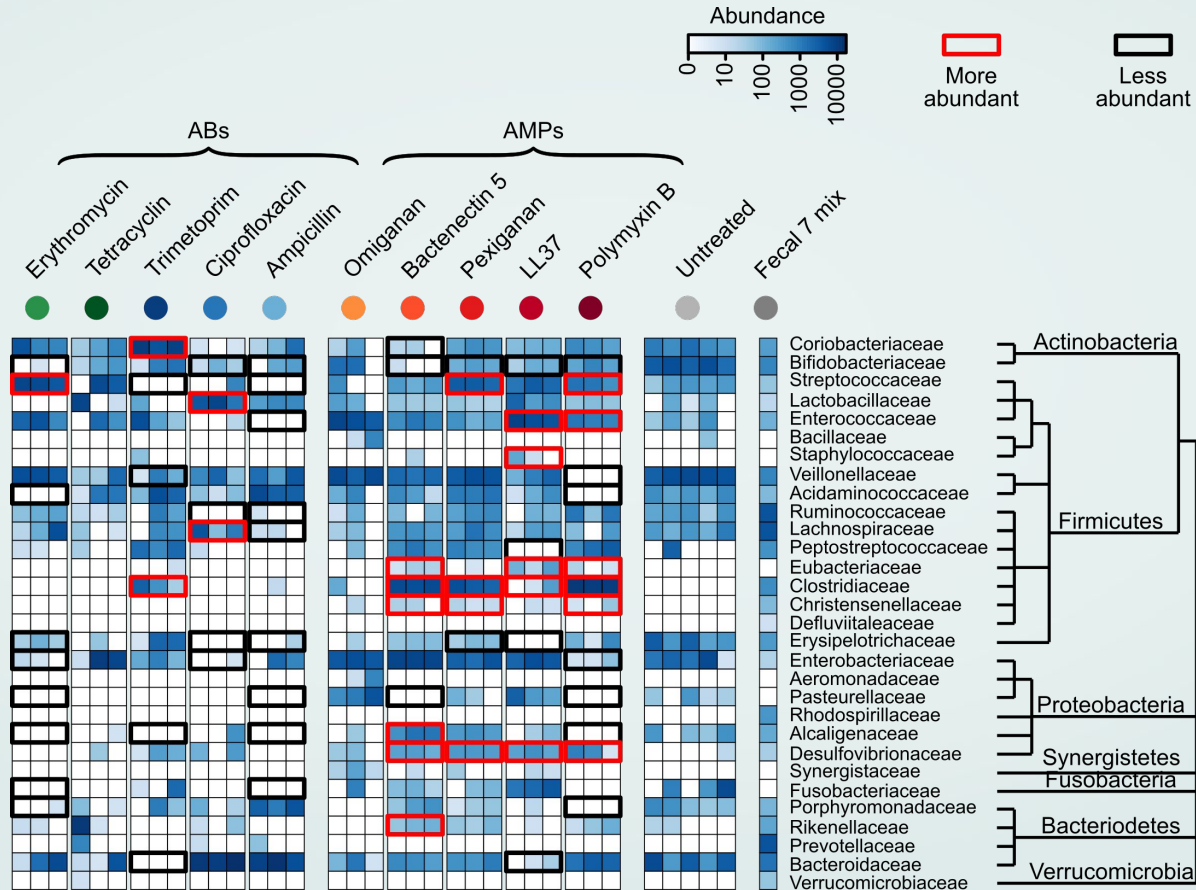 Abundance
0
10
100
1000
10000
More
abundant
Less
abundant
ABs
AMPs
Erythromycin
Tetracyclin
Trimetoprim
Ciprofloxacin
Ampicillin
Omiganan
Bactenectin 5
Pexiganan
LL37
Polymyxin B
Untreated
Fecal 7 mix
Coriobacteriaceae
Bifidobacteriaceae
Streptococcaceae
Lactobacillaceae
Enterococcaceae
Bacillaceae
Staphylococcaceae
Veillonellaceae
Acidaminococcaceae
Ruminococcaceae
Lachnospiraceae
Peptostreptococcaceae
Eubacteriaceae
Clostridiaceae
Christensenellaceae
Defluviitaleaceae
Erysipelotrichaceae
Enterobacteriaceae
Aeromonadaceae
Pasteurellaceae
Rhodospirillaceae
Alcaligenaceae
Desulfovibrionaceae
Synergistaceae
Fusobacteriaceae
Porphyromonadaceae
Rikenellaceae
Prevotellaceae
Bacteroidaceae
Verrucomicrobiaceae
Actinobacteria
Firmicutes
Proteobacteria
Synergistetes
Fusobacteria
Bacteriodetes
Verrucomicrobia